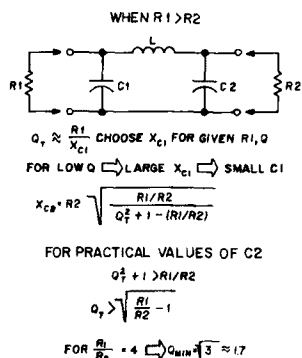 WHEN R1 > R2
L
R1
C1
C2
R2
Q_T ≈ R1/X_C1 CHOOSE X_C1 FOR GIVEN R1, Q
FOR LOW Q ⇨ LARGE X_C1 ⇨ SMALL C1
X_C2 = R2 √((R1/R2)/(Q_T² + 1 - (R1/R2)))
FOR PRACTICAL VALUES OF C2
Q_T² + 1 > R1/R2
Q_T > √(R1/R2 - 1)
FOR R1/R2 = 4 ⇨ Q_MIN = √3 ≈ 1.7